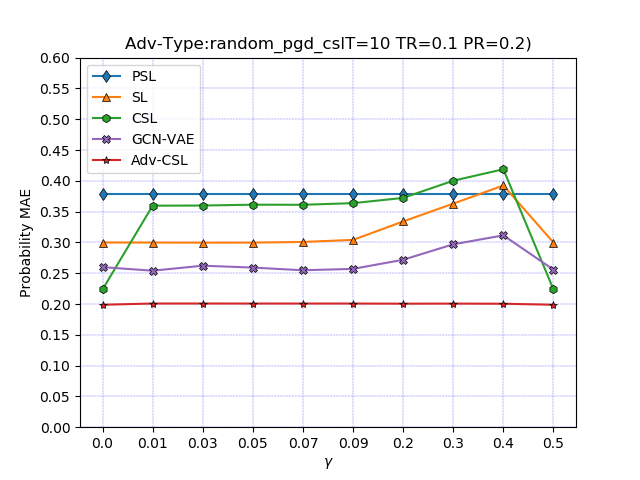 Adv-Type:random_pgd_cslT=10 TR=0.1 PR=0.2)
PSL
SL
CSL
GCN-VAE
Adv-CSL
Probability MAE
0.60
0.55
0.50
0.45
0.40
0.35
0.30
0.25
0.20
0.15
0.10
0.05
0.00
0.0 0.01 0.03 0.05 0.07 0.09 0.2 0.3 0.4 0.5
γ